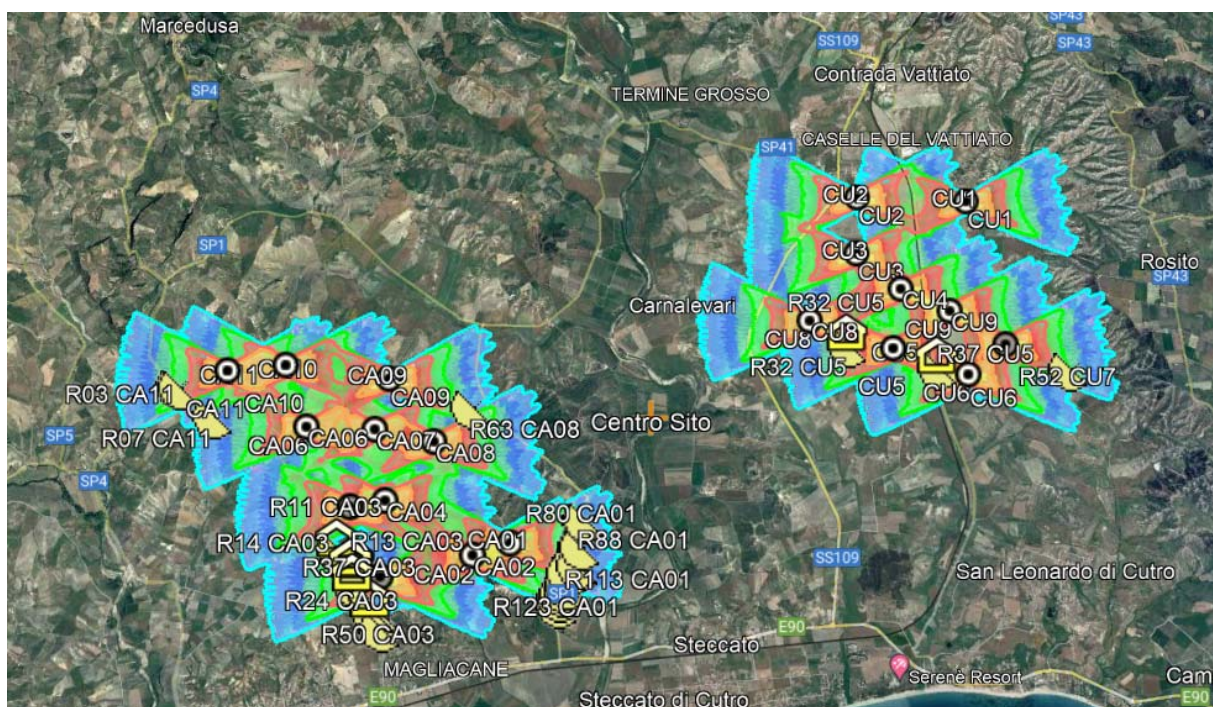 Marcedusa
SP43
SS109
SP43
Contrada Vattiato
SP4
TERMINE GROSSO
CASELLE DEL VATTIATO
SP41
CU2
CU1
CU2
CU1
SP1
CU3
Rosito
CU3
SP43
Carnalevari
R32 CU5
CU4
CU8
CU8
CU9
CU9
R37 CU5
R32 CU5
CU5
R52 CU7
CU5
CU6
CU6
CA11
CA10
CA09
R03 CA11
CA11
CA10
CA09
R07 CA11
CA06
CA06
CA07
R63 CA08
CA08
Centro Sito
SP5
SP4
R11 CA03
CA04
R80 CA01
R14 CA03
R13 CA03
CA01
R88 CA01
R37 CA03
CA02
CA02
R113 CA01
R24 CA03
R123 CA01
SP1
R50 CA03
SS109
San Leonardo di Cutro
E90
Steccato
MAGLIACANE
Serenè Resort
Cam
E90
Steccato di Cutro
E90